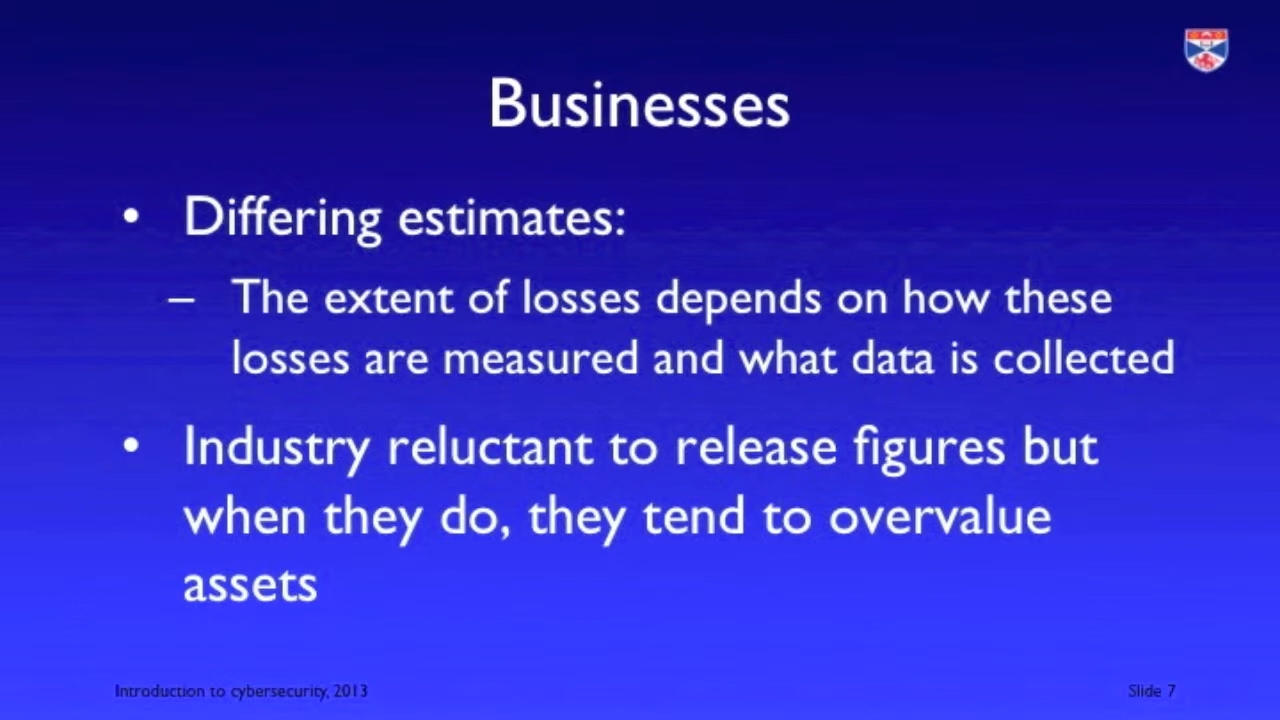 Businesses
• Differing estimates:
– The extent of losses depends on how these
losses are measured and what data is collected
• Industry reluctant to release figures but
when they do, they tend to overvalue
assets
Introduction to cybersecurity, 2013
Slide 7